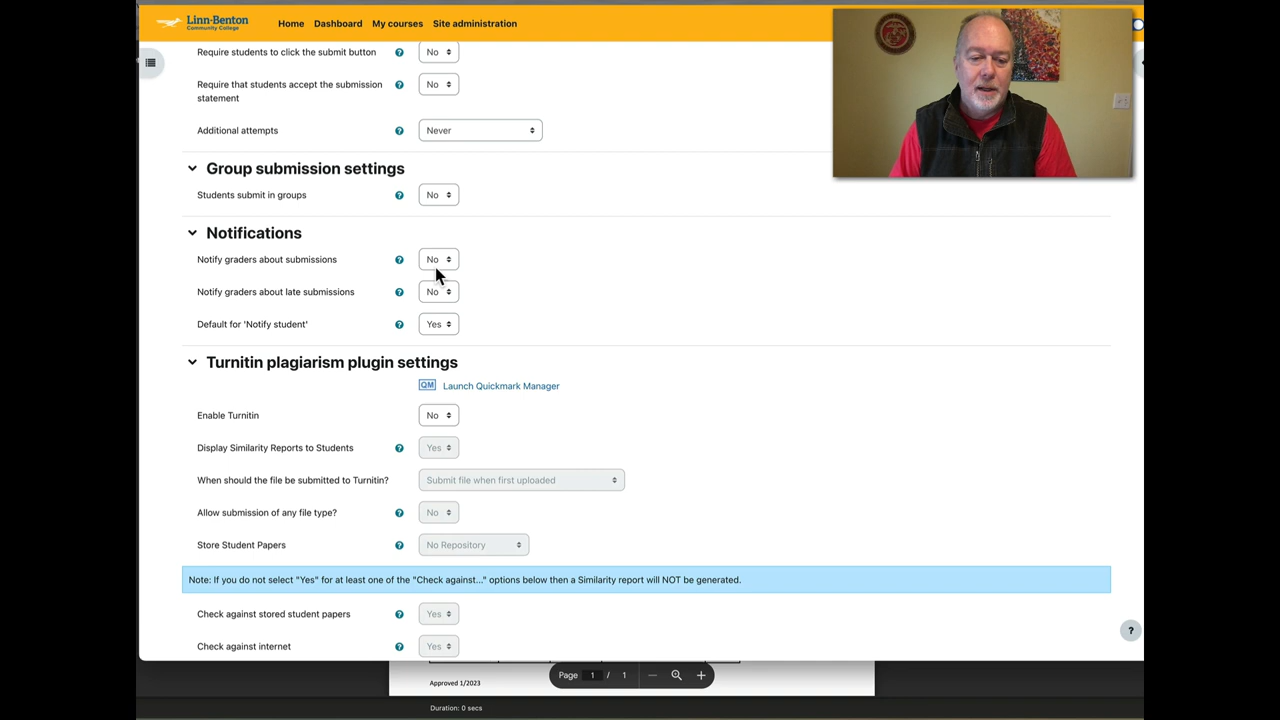 Linn-Benton
Community College
Home Dashboard My courses Site administration
Require students to click the submit button ? No
Require that students accept the submission
statement ? No
Additional attempts ? Never
Group submission settings
Students submit in groups ? No
Notifications
Notify graders about submissions ? No
Notify graders about late submissions ? No
Default for 'Notify student' ? Yes
Turnitin plagiarism plugin settings
QM Launch Quickmark Manager
Enable Turnitin No
Display Similarity Reports to Students ? Yes
When should the file be submitted to Turnitin? Submit file when first uploaded
Allow submission of any file type? ? No
Store Student Papers ? No Repository
Note: If you do not select "Yes" for at least one of the "Check against..." options below then a Similarity report will NOT be generated.
Check against stored student papers ? Yes
?
Check against internet ? Yes
Page 1 / 1
Approved 1/2023
Duration: 0 secs